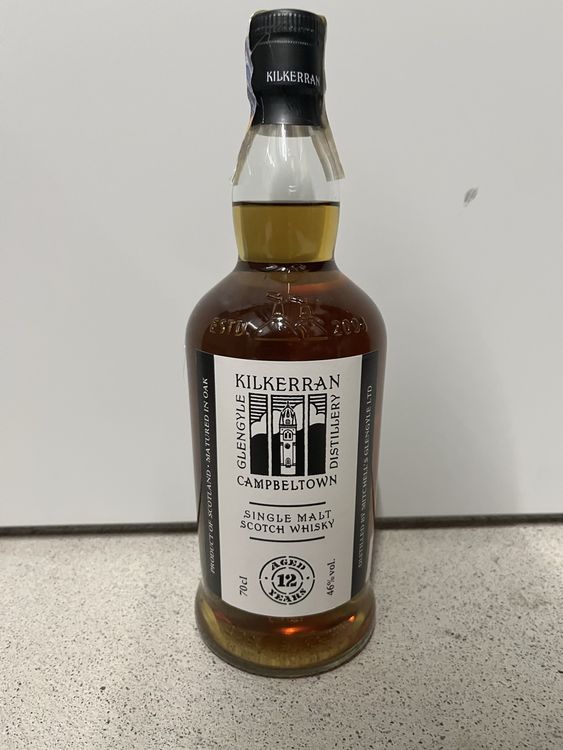 KILKERRAN
ESTD 2004
KILKERRAN
GLENGYLE
DISTILLERY
CAMPBELTOWN
SINGLE MALT
SCOTCH WHISKY
AGED
12
YEARS
70cl
46% vol.
PRODUCT OF SCOTLAND · MATURED IN OAK
DISTILLED BY MITCHELL'S GLENGYLE LTD